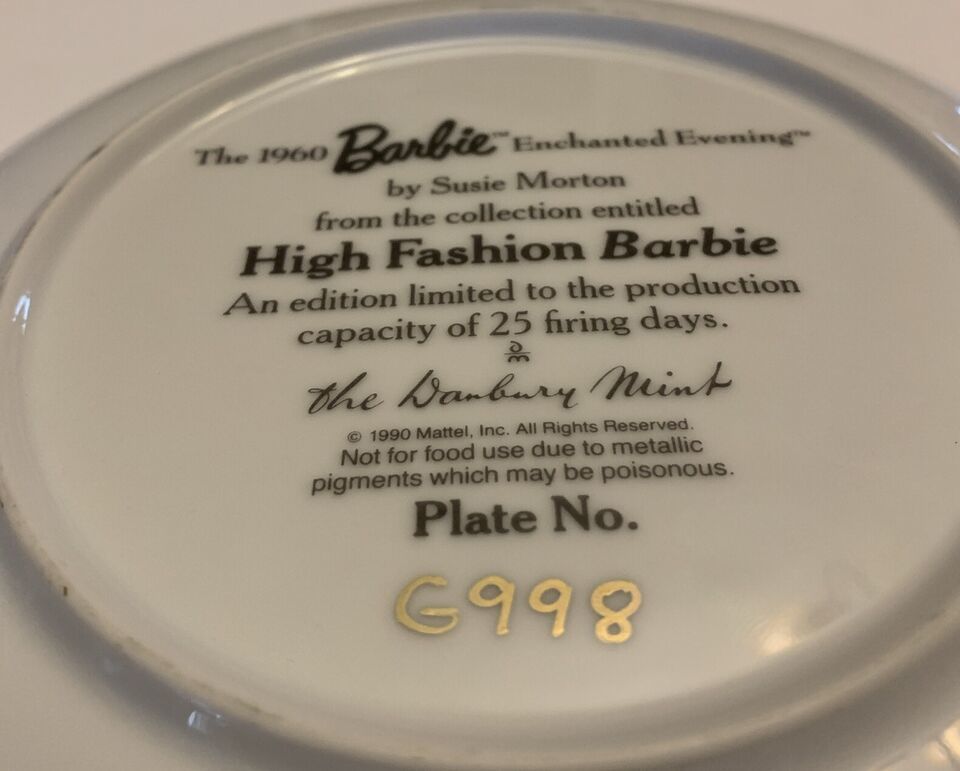 The 1960 Barbie™ Enchanted Evening™
by Susie Morton
from the collection entitled
High Fashion Barbie
An edition limited to the production
capacity of 25 firing days.
dm
the Danbury Mint
© 1990 Mattel, Inc. All Rights Reserved.
Not for food use due to metallic
pigments which may be poisonous.
Plate No.
G998